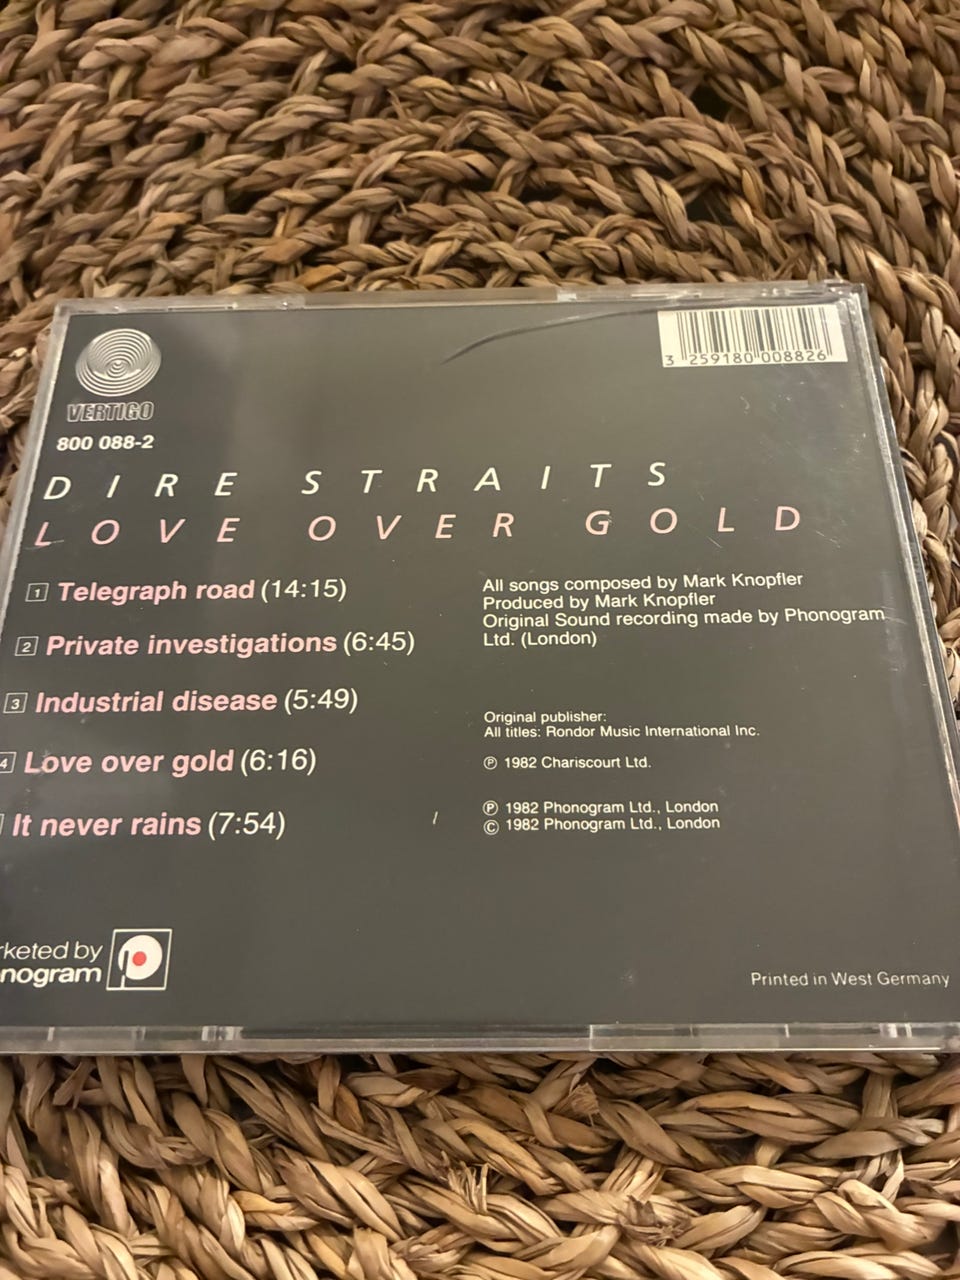 3 259180 008826
VERTIGO
800 088-2
DIRE STRAITS
LOVE OVER GOLD
1 Telegraph road (14:15)
2 Private investigations (6:45)
3 Industrial disease (5:49)
4 Love over gold (6:16)
It never rains (7:54)
All songs composed by Mark Knopfler
Produced by Mark Knopfler
Original Sound recording made by Phonogram
Ltd. (London)
Original publisher:
All titles: Rondor Music International Inc.
℗ 1982 Chariscourt Ltd.
℗ 1982 Phonogram Ltd., London
© 1982 Phonogram Ltd., London
rketed by
nogram
Printed in West Germany